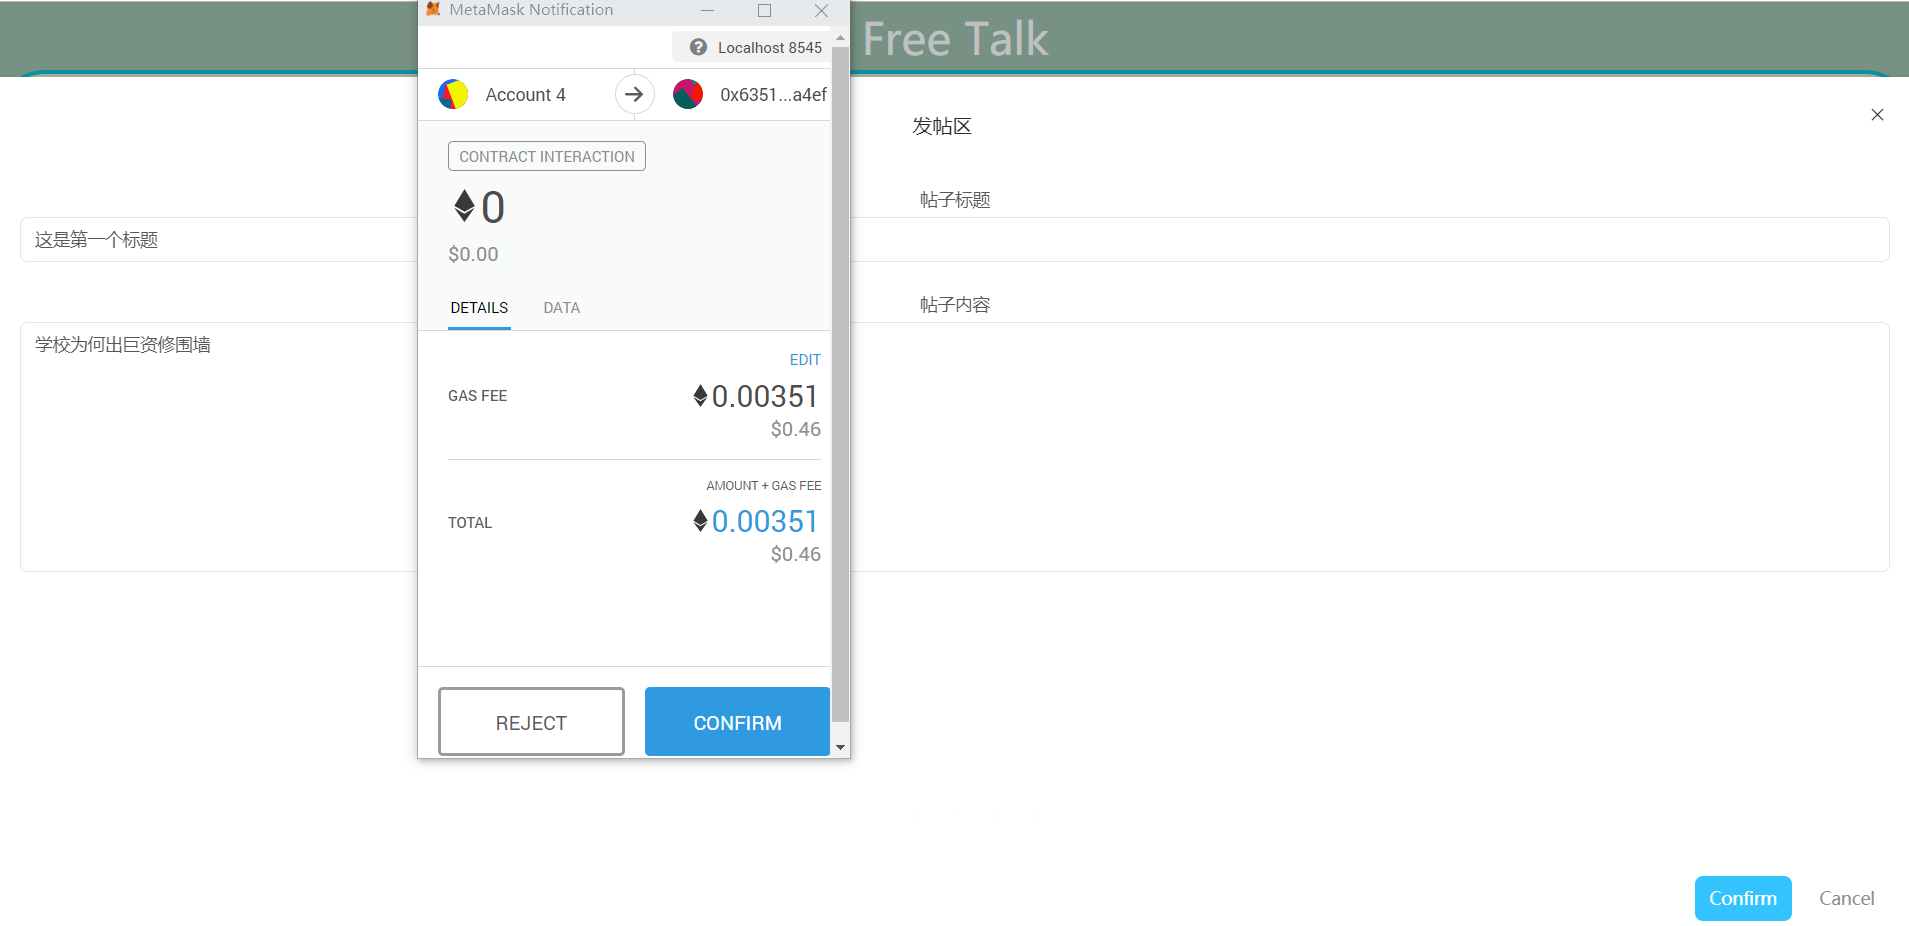 MetaMask Notification
Free Talk
Localhost 8545
Account 4
0x6351...a4ef
发帖区
CONTRACT INTERACTION
0
$0.00
帖子标题
这是第一个标题
DETAILS
DATA
帖子内容
学校为何出巨资修围墙
EDIT
GAS FEE
0.00351
$0.46
AMOUNT + GAS FEE
TOTAL
0.00351
$0.46
REJECT
CONFIRM
Confirm
Cancel